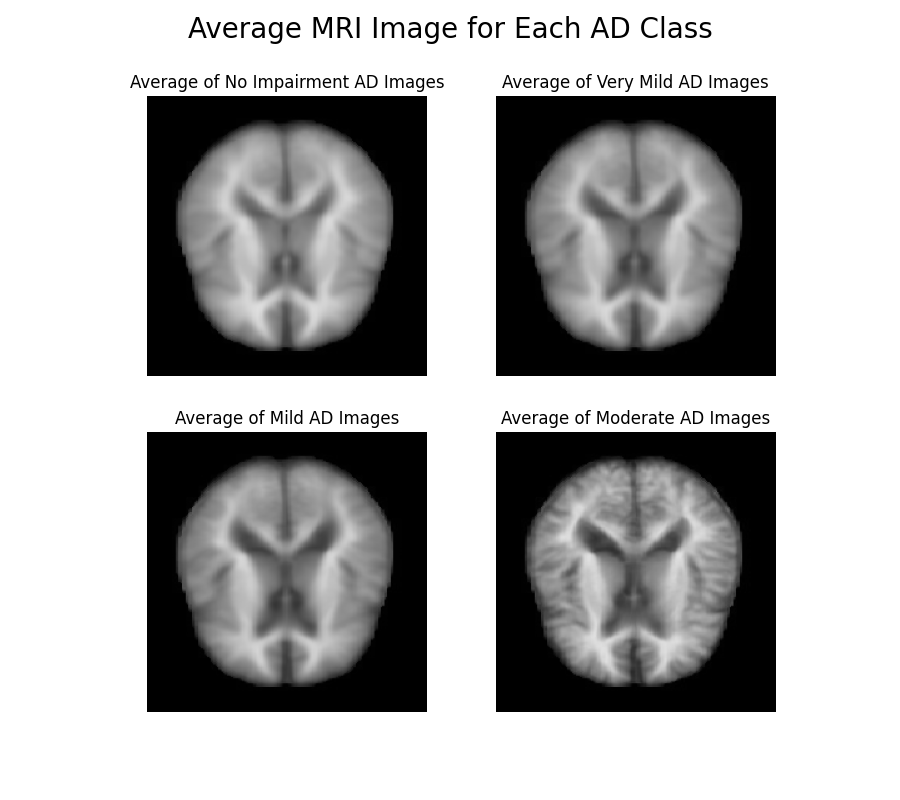 Average MRI Image for Each AD Class
Average of No Impairment AD Images
Average of Very Mild AD Images
Average of Mild AD Images
Average of Moderate AD Images